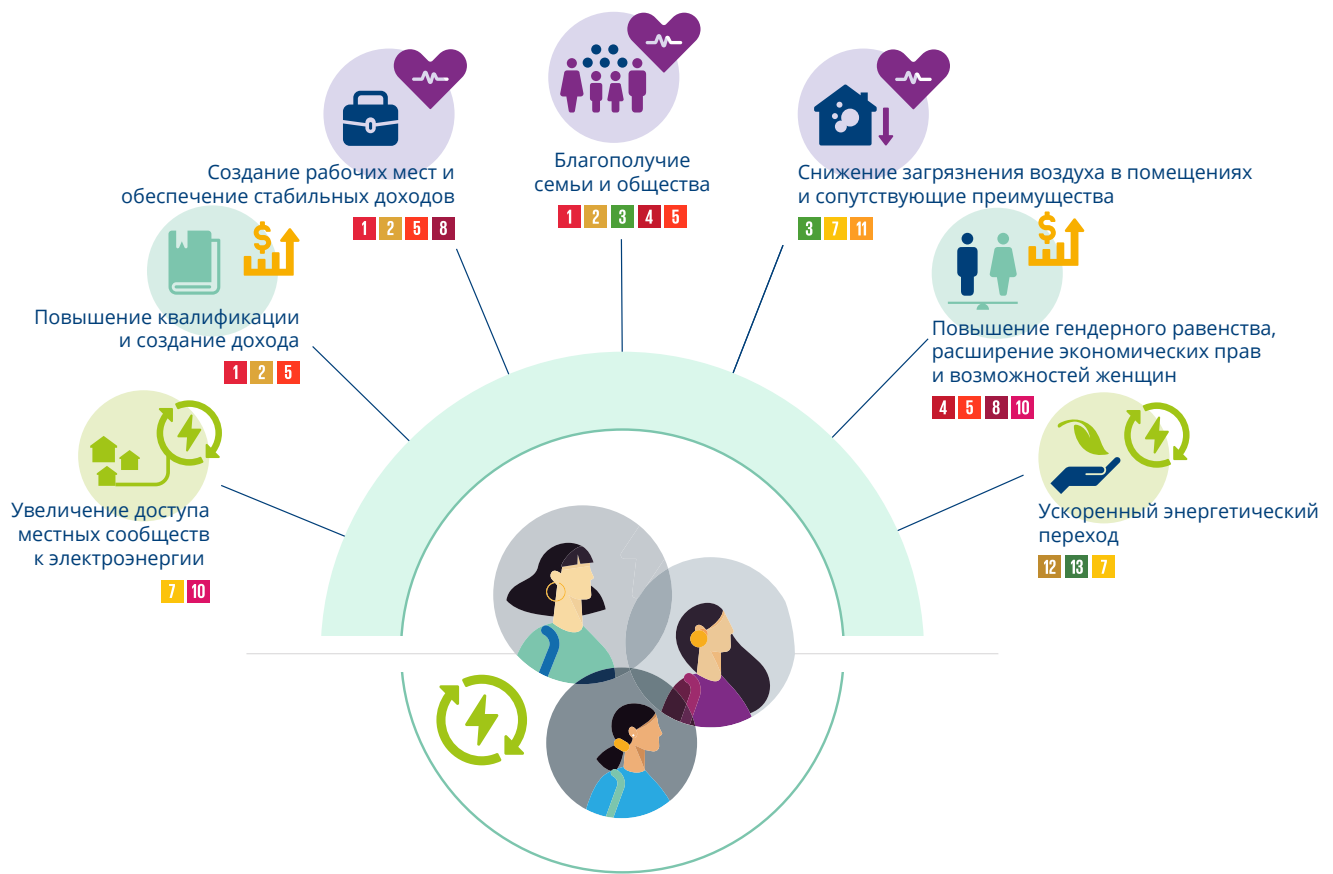 Создание рабочих мест и
обеспечение стабильных доходов
1 2 5 8
Благополучие
семьи и общества
1 2 3 4 5
Снижение загрязнения воздуха в помещениях
и сопутствующие преимущества
3 7 11
$
Повышение квалификации
и создание дохода
1 2 5
$
Повышение гендерного равенства,
расширение экономических прав
и возможностей женщин
4 5 8 10
Увеличение доступа
местных сообществ
к электроэнергии
7 10
Ускоренный энергетический
переход
12 13 7